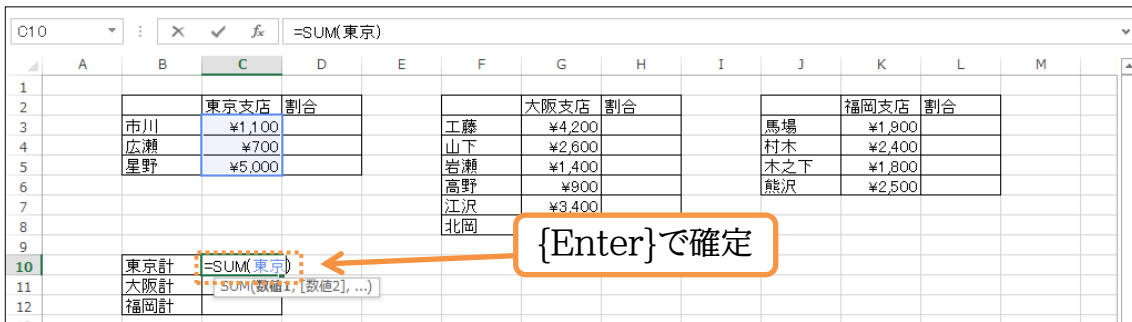 C10 fx =SUM(東京)
A B C D E F G H I J K L M
1
2 東京支店 割合 大阪支店 割合 福岡支店 割合
3 市川 ¥1,100 工藤 ¥4,200 馬場 ¥1,900
4 広瀬 ¥700 山下 ¥2,600 村木 ¥2,400
5 星野 ¥5,000 岩瀬 ¥1,400 木之下 ¥1,800
6 高野 ¥900 熊沢 ¥2,500
7 江沢 ¥3,400
8 北岡
{Enter}で確定
9
10 東京計 =SUM(東京)
11 大阪計 SUM(数値1, [数値2], ...)
12 福岡計